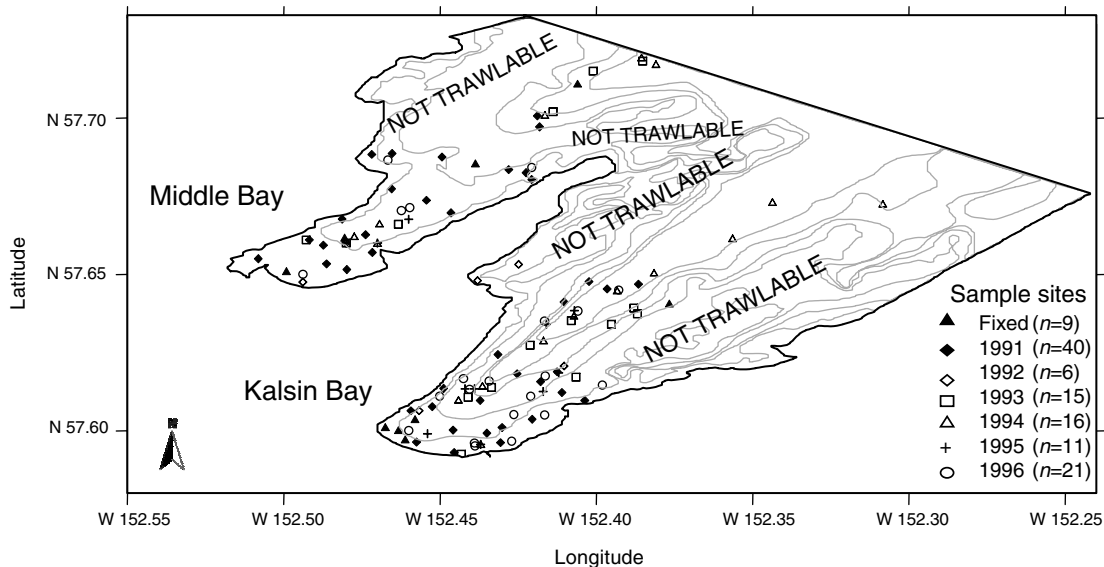 NOT TRAWLABLE
N 57.70
NOT TRAWLABLE
Middle Bay
NOT TRAWLABLE
Latitude
N 57.65
NOT TRAWLABLE
Sample sites
Fixed (n=9)
1991 (n=40)
1992 (n=6)
1993 (n=15)
1994 (n=16)
1995 (n=11)
1996 (n=21)
Kalsin Bay
N 57.60
W 152.55 W 152.50 W 152.45 W 152.40 W 152.35 W 152.30 W 152.25
Longitude